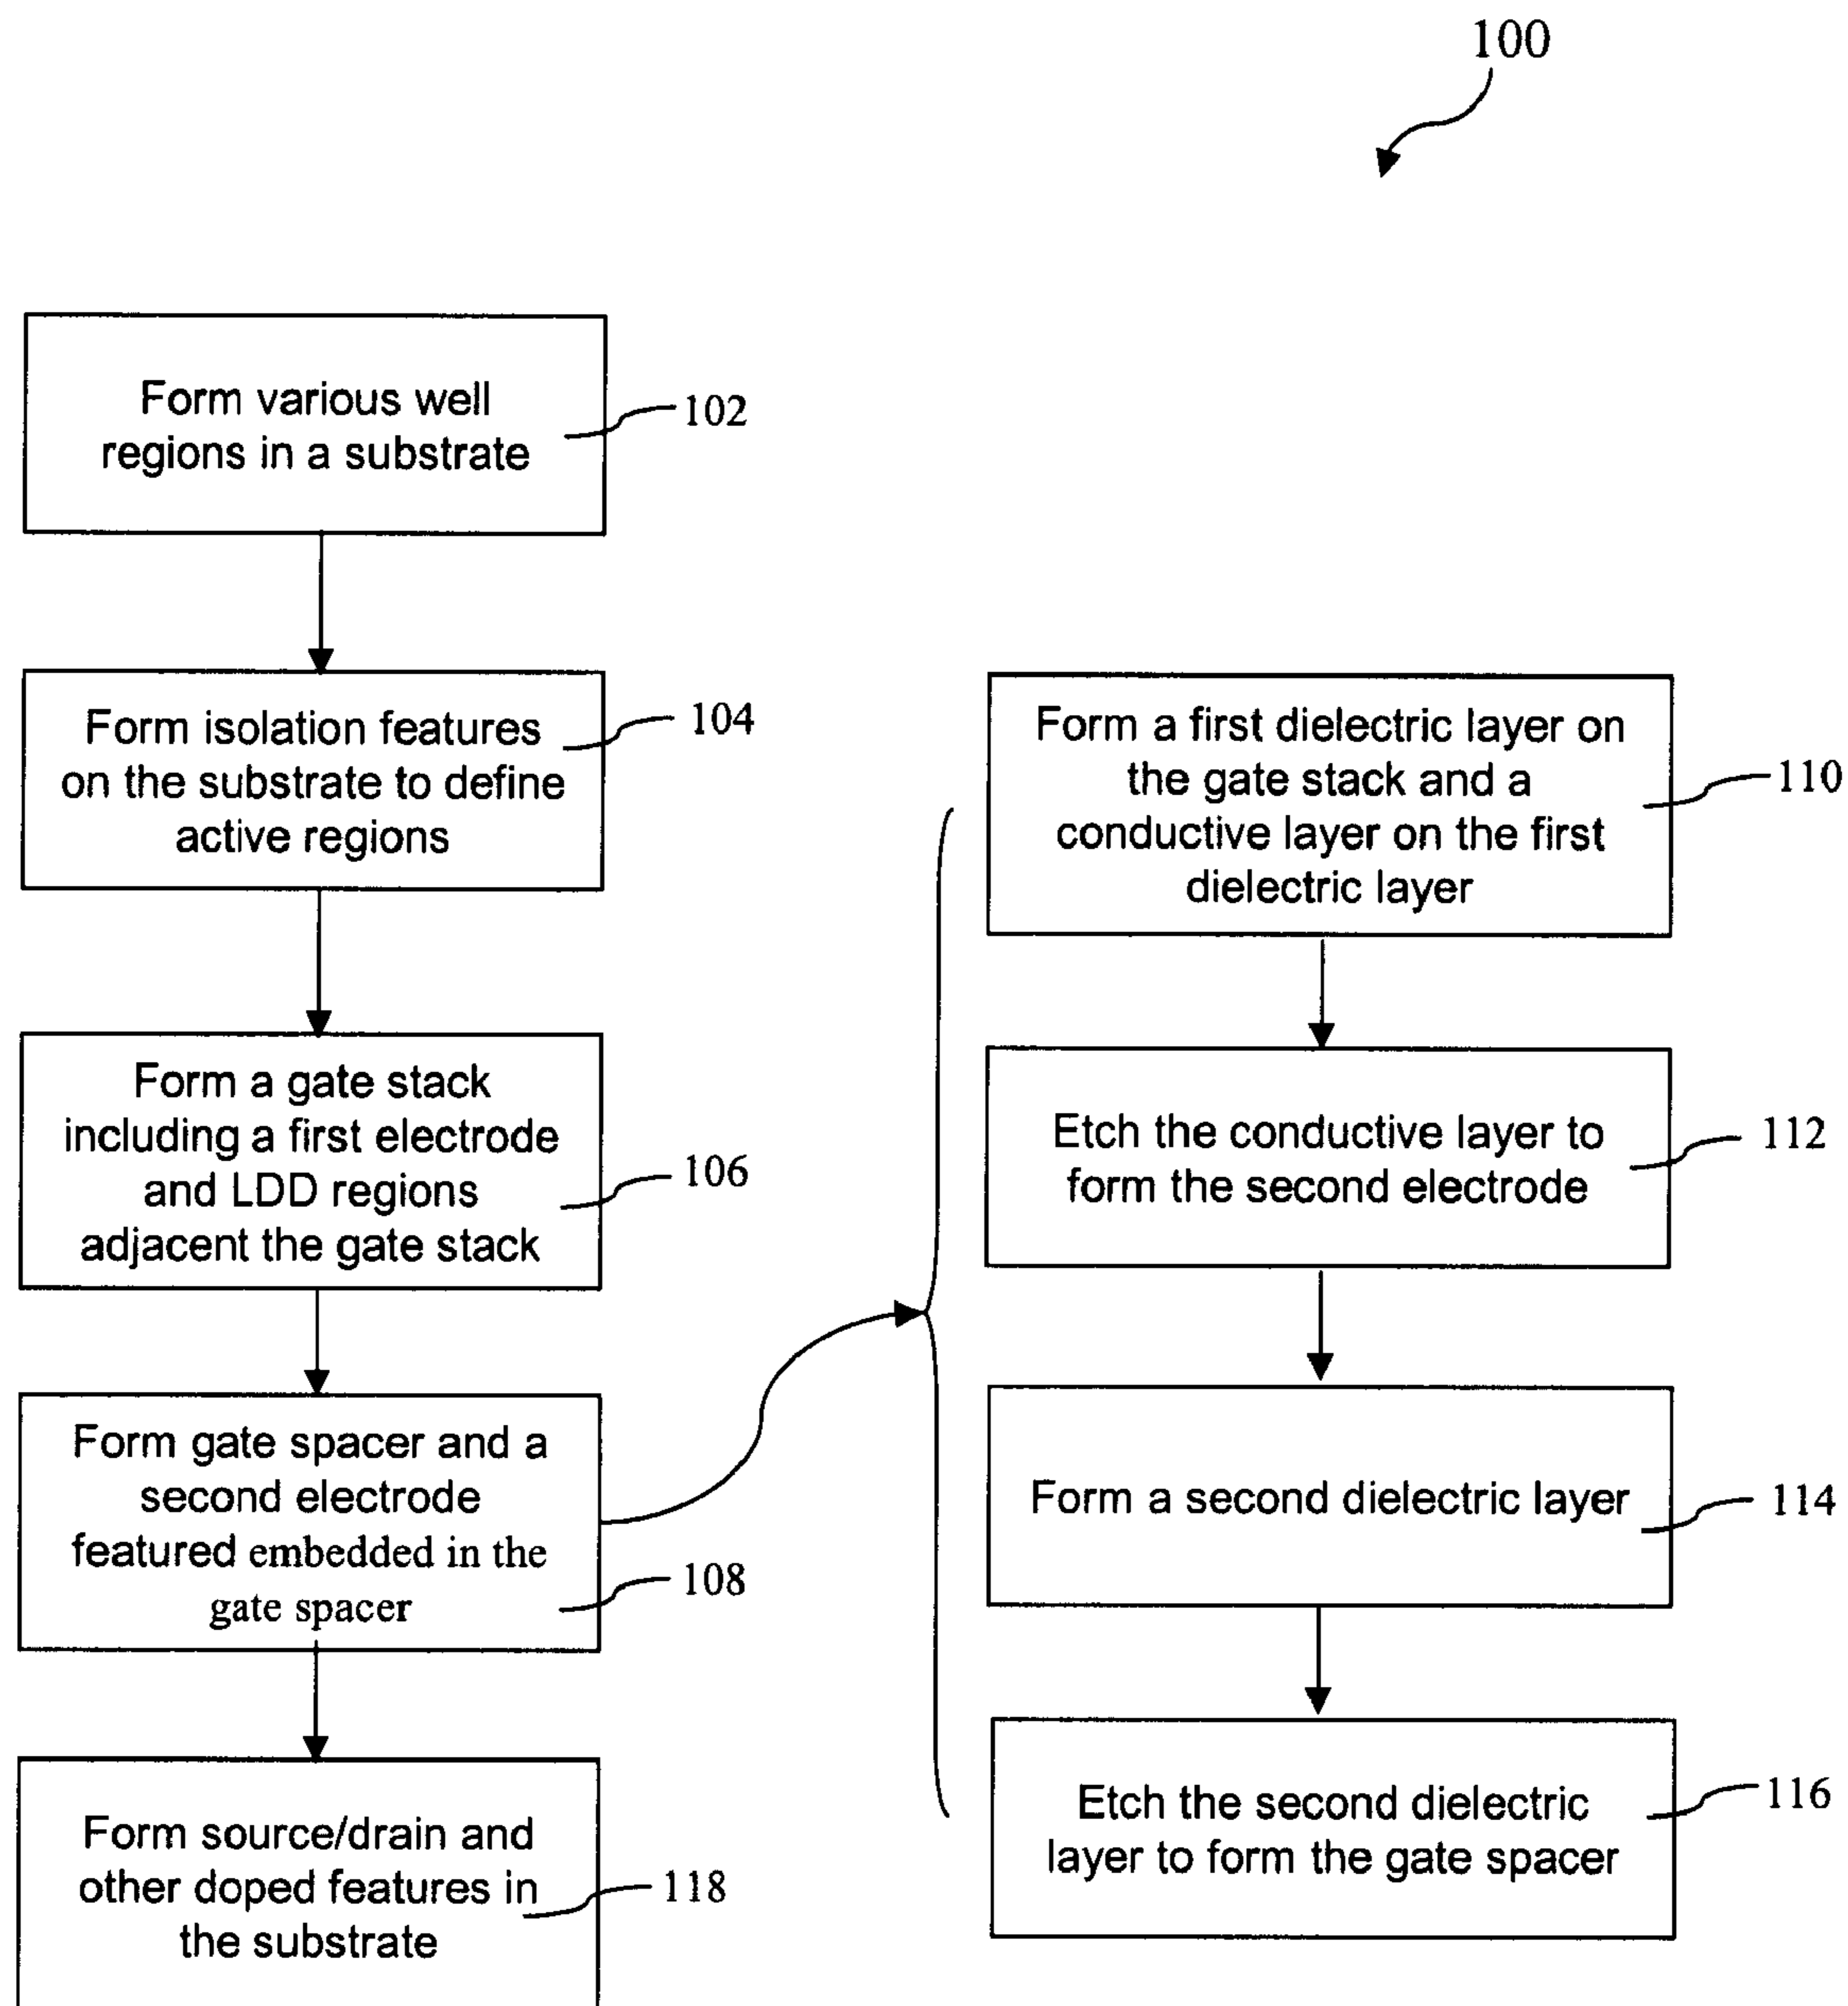 100
Form various well
regions in a substrate
102
Form isolation features
on the substrate to define
active regions
104
Form a gate stack
including a first electrode
and LDD regions
adjacent the gate stack
106
Form gate spacer and a
second electrode
featured embedded in the
gate spacer
108
Form source/drain and
other doped features in
the substrate
118
Form a first dielectric layer on
the gate stack and a
conductive layer on the first
dielectric layer
110
Etch the conductive layer to
form the second electrode
112
Form a second dielectric layer
114
Etch the second dielectric
layer to form the gate spacer
116